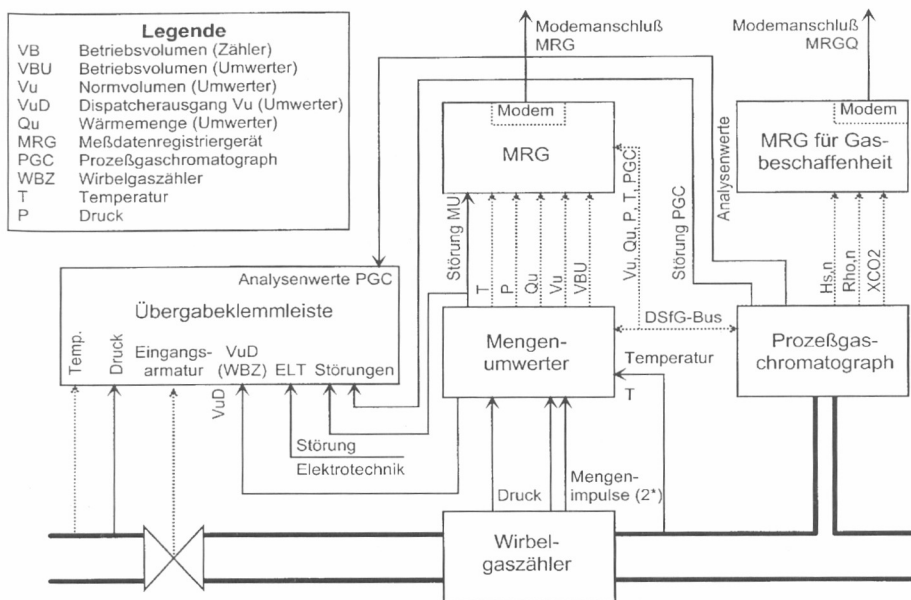 Legende
VB Betriebsvolumen (Zähler)
VBU Betriebsvolumen (Umwerter)
Vu Normvolumen (Umwerter)
VuD Dispatcherausgang Vu (Umwerter)
Qu Wärmemenge (Umwerter)
MRG Meßdatenregistriergerät
PGC Prozeßgaschromatograph
WBZ Wirbelgaszähler
T Temperatur
P Druck
Modemanschluß
MRG
Modemanschluß
MRGQ
Modem
MRG
Modem
MRG für Gas-
beschaffenheit
Störung MU
T
P
Qu
Vu
VBU
Vu, Qu, P, T, PGC
Störung PGC
Analysenwerte
Hs,n
Rho,n
XCO2
Analysenwerte PGC
Übergabeklemmleiste
Temp.
Druck
Eingangs-
armatur
VuD
(WBZ)
ELT
Störungen
Mengen-
umwerter
DSfG-Bus
Prozeßgas-
chromatograph
Temperatur
T
VuD
Störung
Elektrotechnik
Druck
Mengen-
impulse (2*)
Wirbel-
gaszähler